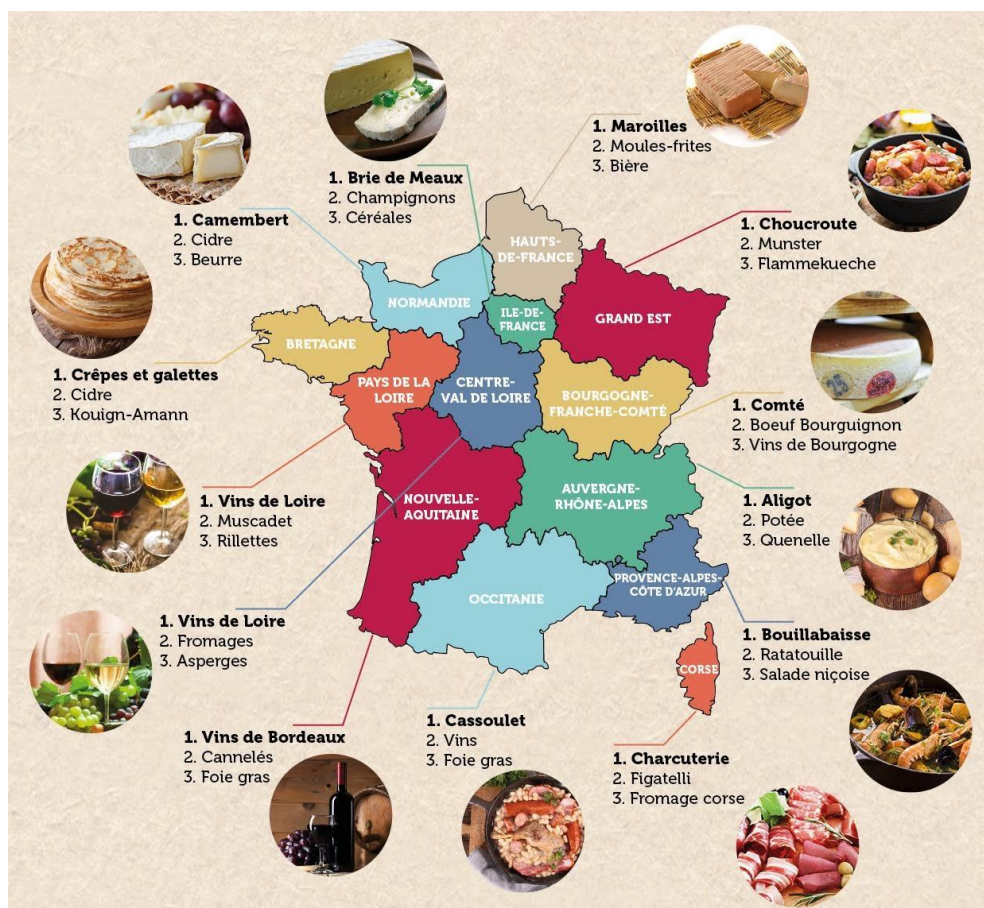 1. Maroilles
2. Moules-frites
3. Bière
1. Brie de Meaux
2. Champignons
3. Céréales
1. Camembert
2. Cidre
3. Beurre
1. Choucroute
2. Munster
3. Flammekueche
HAUTS-
DE-FRANCE
NORMANDIE
ILE-DE-
FRANCE
GRAND EST
BRETAGNE
1. Crêpes et galettes
2. Cidre
3. Kouign-Amann
PAYS DE LA
LOIRE
CENTRE-
VAL DE LOIRE
BOURGOGNE-
FRANCHE-COMTÉ
1. Comté
2. Boeuf Bourguignon
3. Vins de Bourgogne
1. Vins de Loire
2. Muscadet
3. Rillettes
NOUVELLE-
AQUITAINE
AUVERGNE-
RHÔNE-ALPES
1. Aligot
2. Potée
3. Quenelle
PROVENCE-ALPES-
CÔTE D'AZUR
OCCITANIE
1. Vins de Loire
2. Fromages
3. Asperges
1. Bouillabaisse
2. Ratatouille
3. Salade niçoise
CORSE
1. Vins de Bordeaux
2. Cannelés
3. Foie gras
1. Cassoulet
2. Vins
3. Foie gras
1. Charcuterie
2. Figatelli
3. Fromage corse